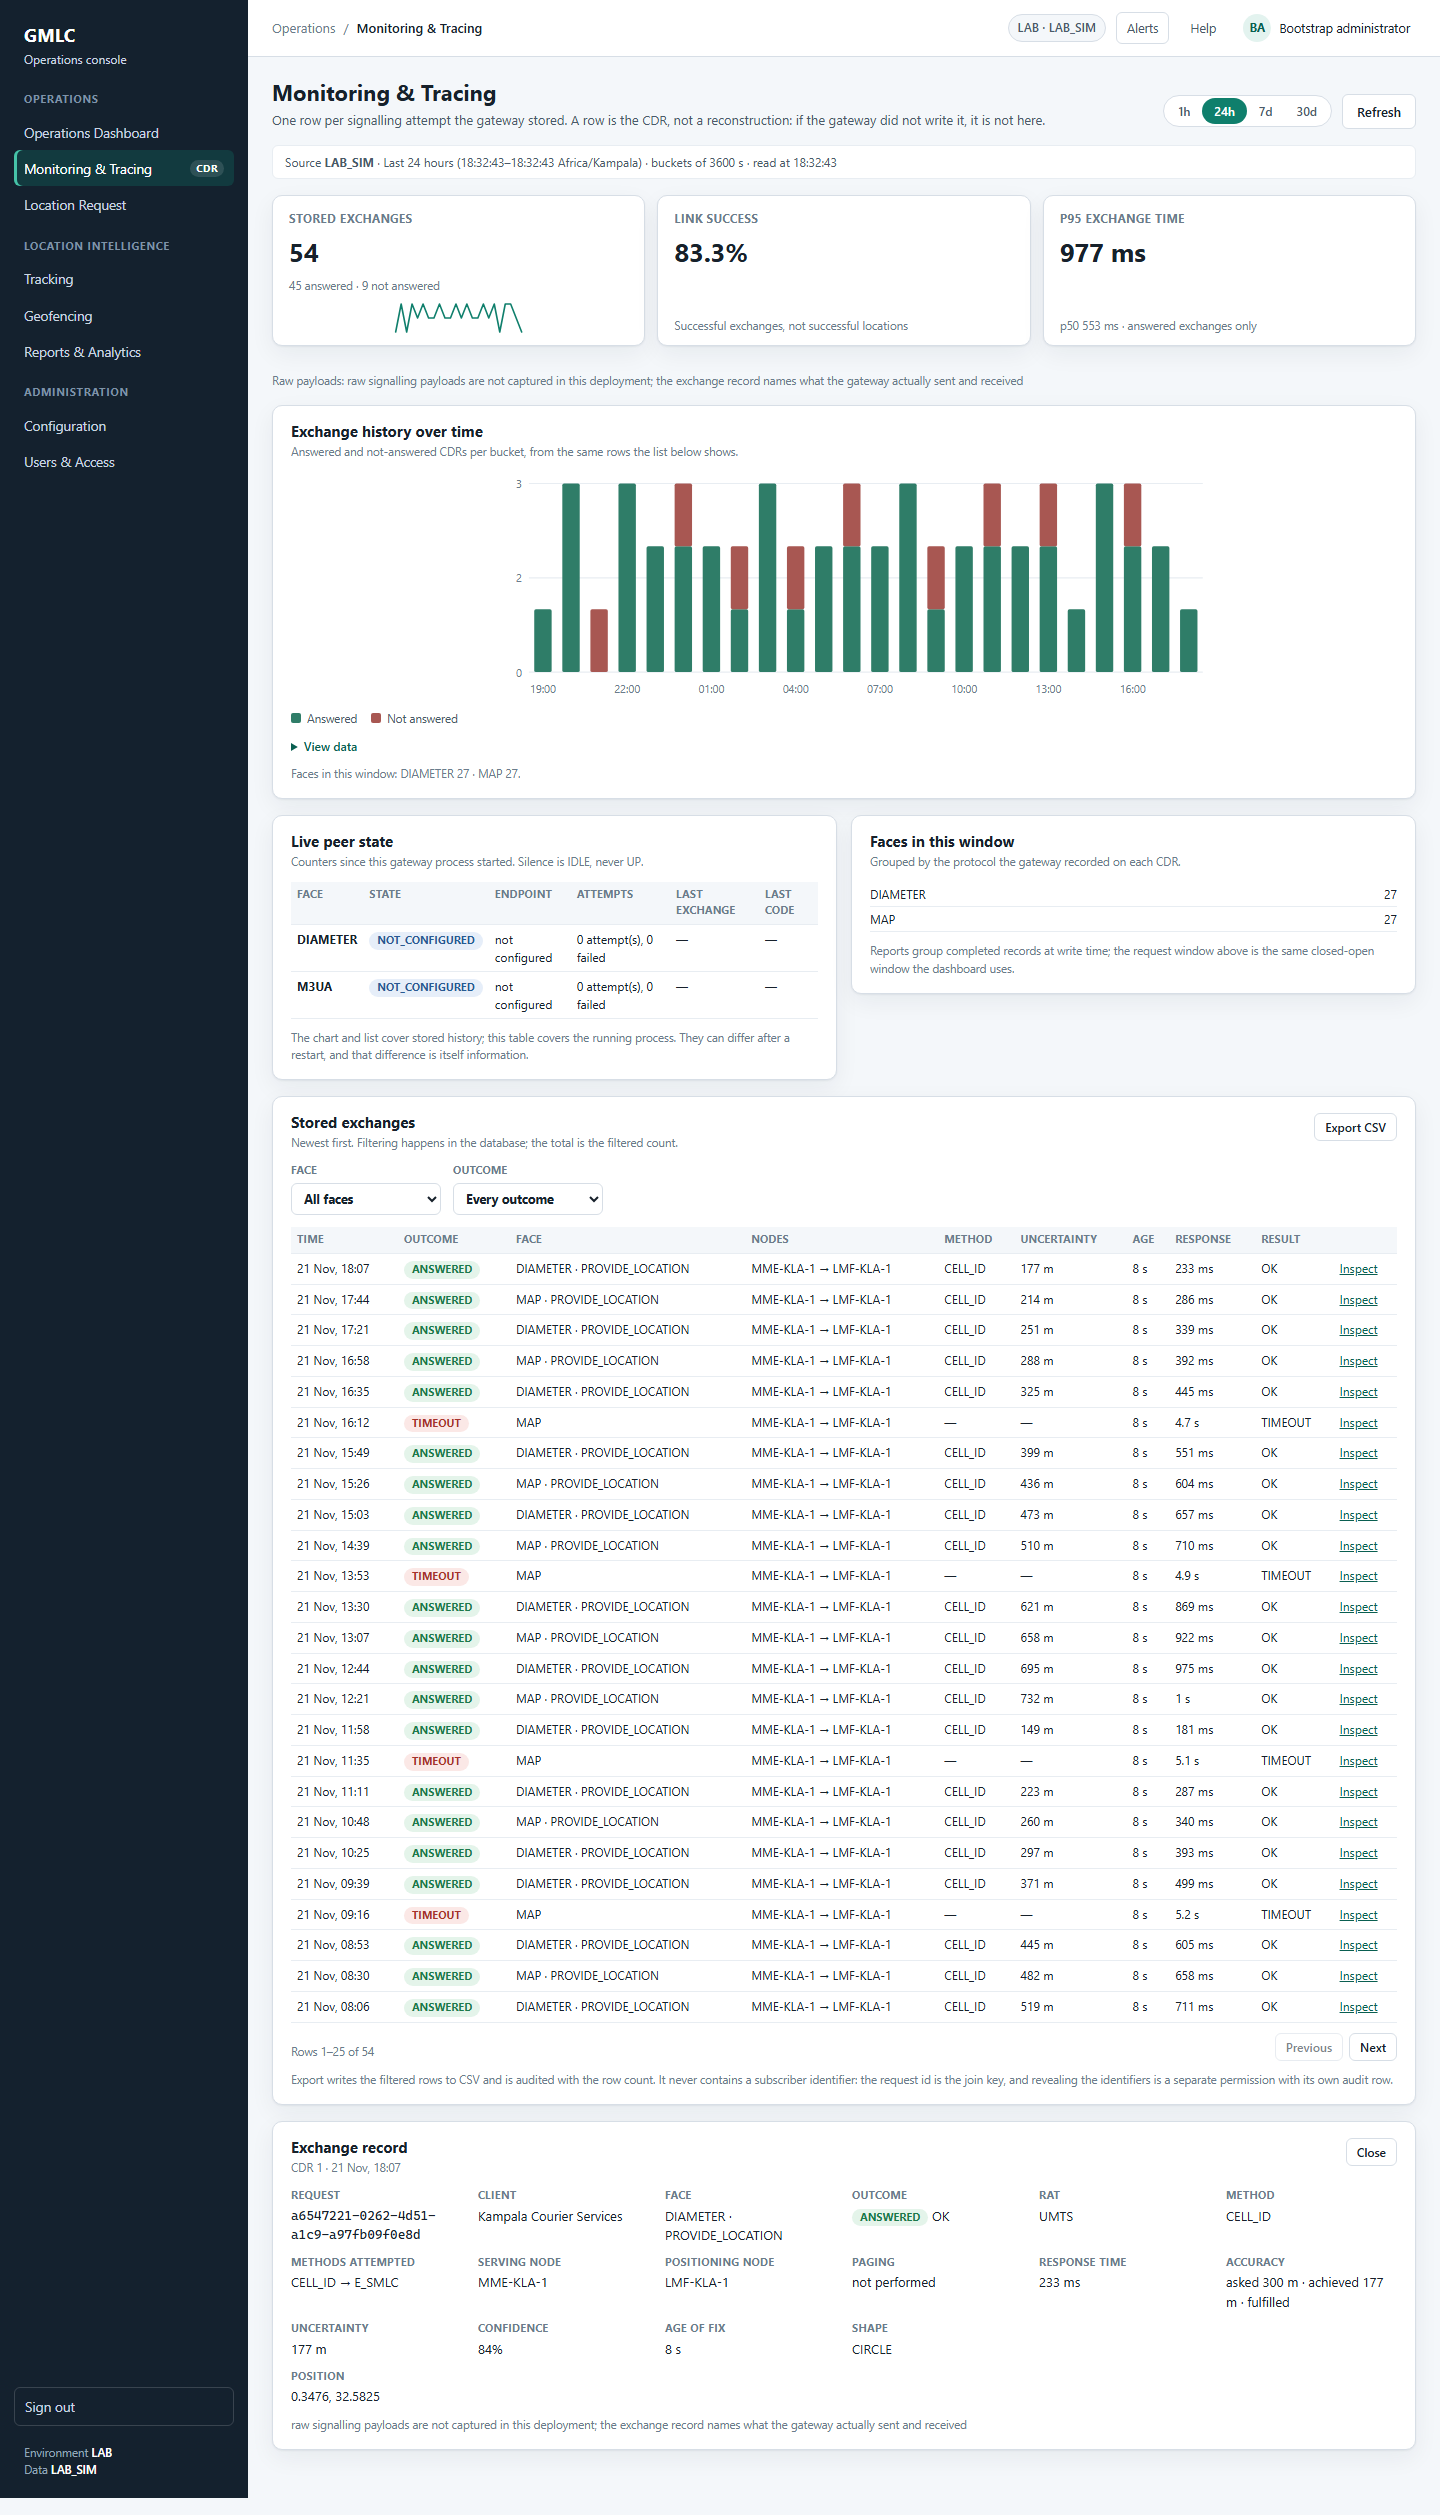 GMLC
Operations console
OPERATIONS
Operations Dashboard
Monitoring & Tracing CDR
Location Request
LOCATION INTELLIGENCE
Tracking
Geofencing
Reports & Analytics
ADMINISTRATION
Configuration
Users & Access
Sign out
Environment LAB
Data LAB_SIM
Operations / Monitoring & Tracing
LAB · LAB_SIM Alerts Help BA Bootstrap administrator
Monitoring & Tracing
One row per signalling attempt the gateway stored. A row is the CDR, not a reconstruction: if the gateway did not write it, it is not here.
1h 24h 7d 30d Refresh
Source LAB_SIM · Last 24 hours (18:32:43–18:32:43 Africa/Kampala) · buckets of 3600 s · read at 18:32:43
STORED EXCHANGES
54
45 answered · 9 not answered
LINK SUCCESS
83.3%
Successful exchanges, not successful locations
P95 EXCHANGE TIME
977 ms
p50 553 ms · answered exchanges only
Raw payloads: raw signalling payloads are not captured in this deployment; the exchange record names what the gateway actually sent and received
Exchange history over time
Answered and not-answered CDRs per bucket, from the same rows the list below shows.
3
2
0
19:00 22:00 01:00 04:00 07:00 10:00 13:00 16:00
Answered Not answered
▶ View data
Faces in this window: DIAMETER 27 · MAP 27.
Live peer state
Counters since this gateway process started. Silence is IDLE, never UP.
FACE STATE ENDPOINT ATTEMPTS LAST EXCHANGE LAST CODE
DIAMETER NOT_CONFIGURED not configured 0 attempt(s), 0 failed — —
M3UA NOT_CONFIGURED not configured 0 attempt(s), 0 failed — —
The chart and list cover stored history; this table covers the running process. They can differ after a
restart, and that difference is itself information.
Faces in this window
Grouped by the protocol the gateway recorded on each CDR.
DIAMETER 27
MAP 27
Reports group completed records at write time; the request window above is the same closed-open
window the dashboard uses.
Stored exchanges
Newest first. Filtering happens in the database; the total is the filtered count.
Export CSV
FACE OUTCOME
All faces Every outcome
TIME OUTCOME FACE NODES METHOD UNCERTAINTY AGE RESPONSE RESULT
21 Nov, 18:07 ANSWERED DIAMETER · PROVIDE_LOCATION MME-KLA-1 → LMF-KLA-1 CELL_ID 177 m 8 s 233 ms OK Inspect
21 Nov, 17:44 ANSWERED MAP · PROVIDE_LOCATION MME-KLA-1 → LMF-KLA-1 CELL_ID 214 m 8 s 286 ms OK Inspect
21 Nov, 17:21 ANSWERED DIAMETER · PROVIDE_LOCATION MME-KLA-1 → LMF-KLA-1 CELL_ID 251 m 8 s 339 ms OK Inspect
21 Nov, 16:58 ANSWERED MAP · PROVIDE_LOCATION MME-KLA-1 → LMF-KLA-1 CELL_ID 288 m 8 s 392 ms OK Inspect
21 Nov, 16:35 ANSWERED DIAMETER · PROVIDE_LOCATION MME-KLA-1 → LMF-KLA-1 CELL_ID 325 m 8 s 445 ms OK Inspect
21 Nov, 16:12 TIMEOUT MAP MME-KLA-1 → LMF-KLA-1 — — 8 s 4.7 s TIMEOUT Inspect
21 Nov, 15:49 ANSWERED DIAMETER · PROVIDE_LOCATION MME-KLA-1 → LMF-KLA-1 CELL_ID 399 m 8 s 551 ms OK Inspect
21 Nov, 15:26 ANSWERED MAP · PROVIDE_LOCATION MME-KLA-1 → LMF-KLA-1 CELL_ID 436 m 8 s 604 ms OK Inspect
21 Nov, 15:03 ANSWERED DIAMETER · PROVIDE_LOCATION MME-KLA-1 → LMF-KLA-1 CELL_ID 473 m 8 s 657 ms OK Inspect
21 Nov, 14:39 ANSWERED MAP · PROVIDE_LOCATION MME-KLA-1 → LMF-KLA-1 CELL_ID 510 m 8 s 710 ms OK Inspect
21 Nov, 13:53 TIMEOUT MAP MME-KLA-1 → LMF-KLA-1 — — 8 s 4.9 s TIMEOUT Inspect
21 Nov, 13:30 ANSWERED DIAMETER · PROVIDE_LOCATION MME-KLA-1 → LMF-KLA-1 CELL_ID 621 m 8 s 869 ms OK Inspect
21 Nov, 13:07 ANSWERED MAP · PROVIDE_LOCATION MME-KLA-1 → LMF-KLA-1 CELL_ID 658 m 8 s 922 ms OK Inspect
21 Nov, 12:44 ANSWERED DIAMETER · PROVIDE_LOCATION MME-KLA-1 → LMF-KLA-1 CELL_ID 695 m 8 s 975 ms OK Inspect
21 Nov, 12:21 ANSWERED MAP · PROVIDE_LOCATION MME-KLA-1 → LMF-KLA-1 CELL_ID 732 m 8 s 1 s OK Inspect
21 Nov, 11:58 ANSWERED DIAMETER · PROVIDE_LOCATION MME-KLA-1 → LMF-KLA-1 CELL_ID 149 m 8 s 181 ms OK Inspect
21 Nov, 11:35 TIMEOUT MAP MME-KLA-1 → LMF-KLA-1 — — 8 s 5.1 s TIMEOUT Inspect
21 Nov, 11:11 ANSWERED DIAMETER · PROVIDE_LOCATION MME-KLA-1 → LMF-KLA-1 CELL_ID 223 m 8 s 287 ms OK Inspect
21 Nov, 10:48 ANSWERED MAP · PROVIDE_LOCATION MME-KLA-1 → LMF-KLA-1 CELL_ID 260 m 8 s 340 ms OK Inspect
21 Nov, 10:25 ANSWERED DIAMETER · PROVIDE_LOCATION MME-KLA-1 → LMF-KLA-1 CELL_ID 297 m 8 s 393 ms OK Inspect
21 Nov, 09:39 ANSWERED DIAMETER · PROVIDE_LOCATION MME-KLA-1 → LMF-KLA-1 CELL_ID 371 m 8 s 499 ms OK Inspect
21 Nov, 09:16 TIMEOUT MAP MME-KLA-1 → LMF-KLA-1 — — 8 s 5.2 s TIMEOUT Inspect
21 Nov, 08:53 ANSWERED DIAMETER · PROVIDE_LOCATION MME-KLA-1 → LMF-KLA-1 CELL_ID 445 m 8 s 605 ms OK Inspect
21 Nov, 08:30 ANSWERED MAP · PROVIDE_LOCATION MME-KLA-1 → LMF-KLA-1 CELL_ID 482 m 8 s 658 ms OK Inspect
21 Nov, 08:06 ANSWERED DIAMETER · PROVIDE_LOCATION MME-KLA-1 → LMF-KLA-1 CELL_ID 519 m 8 s 711 ms OK Inspect
Rows 1–25 of 54 Previous Next
Export writes the filtered rows to CSV and is audited with the row count. It never contains a subscriber identifier: the request id is the join key, and revealing the identifiers is a separate permission with its own audit row.
Exchange record
CDR 1 · 21 Nov, 18:07
Close
REQUEST CLIENT FACE OUTCOME RAT METHOD
a6547221-0262-4d51-a1c9-a97fb09f0e8d Kampala Courier Services DIAMETER · PROVIDE_LOCATION ANSWERED OK UMTS CELL_ID
METHODS ATTEMPTED SERVING NODE POSITIONING NODE PAGING RESPONSE TIME ACCURACY
CELL_ID → E_SMLC MME-KLA-1 LMF-KLA-1 not performed 233 ms asked 300 m · achieved 177 m · fulfilled
UNCERTAINTY CONFIDENCE AGE OF FIX SHAPE
177 m 84% 8 s CIRCLE
POSITION
0.3476, 32.5825
raw signalling payloads are not captured in this deployment; the exchange record names what the gateway actually sent and received